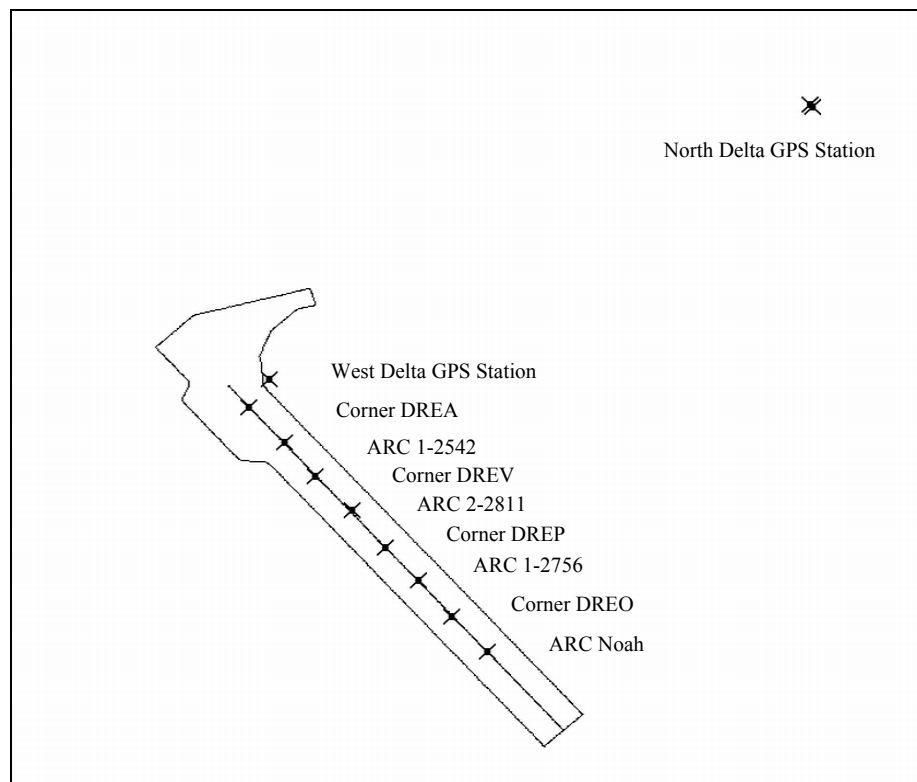 North Delta GPS Station
West Delta GPS Station
Corner DREA
ARC 1-2542
Corner DREV
ARC 2-2811
Corner DREP
ARC 1-2756
Corner DREO
ARC Noah